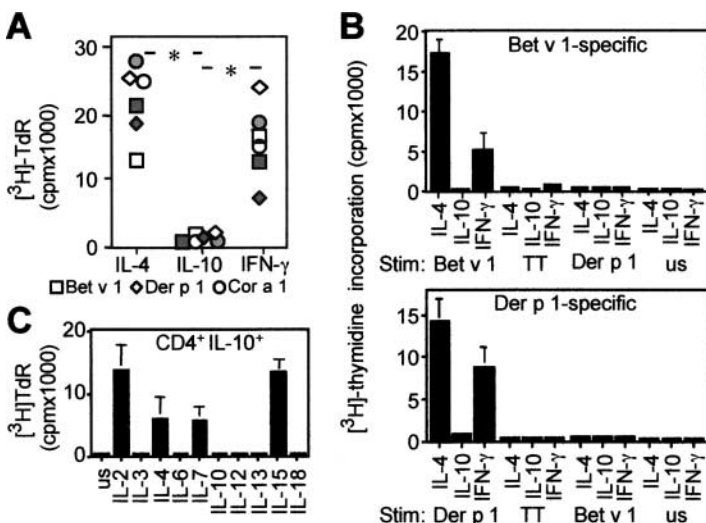 A
[³H]-TdR
(cpmx1000)
30
20
10
0
*
*
IL-4 IL-10 IFN-γ
Bet v 1 Der p 1 Cor a 1
B
[³H]-thymidine incorporation (cpmx1000)
Bet v 1-specific
20
15
10
5
0
IL-4 IL-10 IFN-γ IL-4 IL-10 IFN-γ IL-4 IL-10 IFN-γ IL-4 IL-10 IFN-γ
Stim: Bet v 1 TT Der p 1 us
Der p 1-specific
15
10
5
0
IL-4 IL-10 IFN-γ IL-4 IL-10 IFN-γ IL-4 IL-10 IFN-γ IL-4 IL-10 IFN-γ
Stim: Der p 1 TT Bet v 1 us
C
[³H]TdR
(cpmx1000)
CD4⁺ IL-10⁺
15
10
5
0
us IL-2 IL-3 IL-4 IL-6 IL-7 IL-10 IL-12 IL-13 IL-15 IL-18